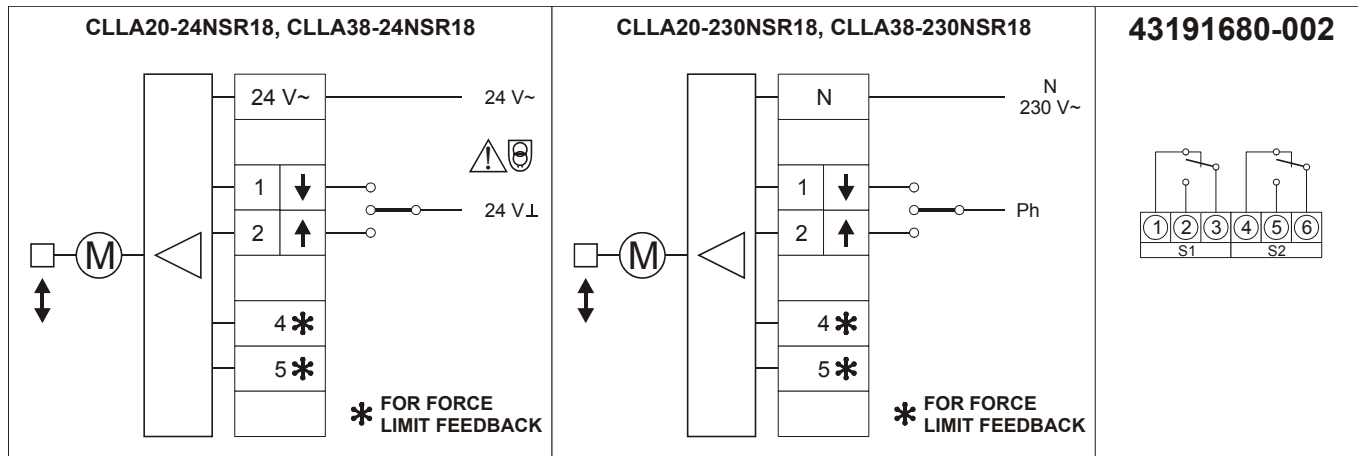 CLLA20-24NSR18, CLLA38-24NSR18
24 V~
24 V~
1
24 V⊥
2
M
4✱
5✱
✱ FOR FORCE
LIMIT FEEDBACK
CLLA20-230NSR18, CLLA38-230NSR18
N
N
230 V~
1
Ph
2
M
4✱
5✱
✱ FOR FORCE
LIMIT FEEDBACK
43191680-002
1 2 3 4 5 6
S1 S2